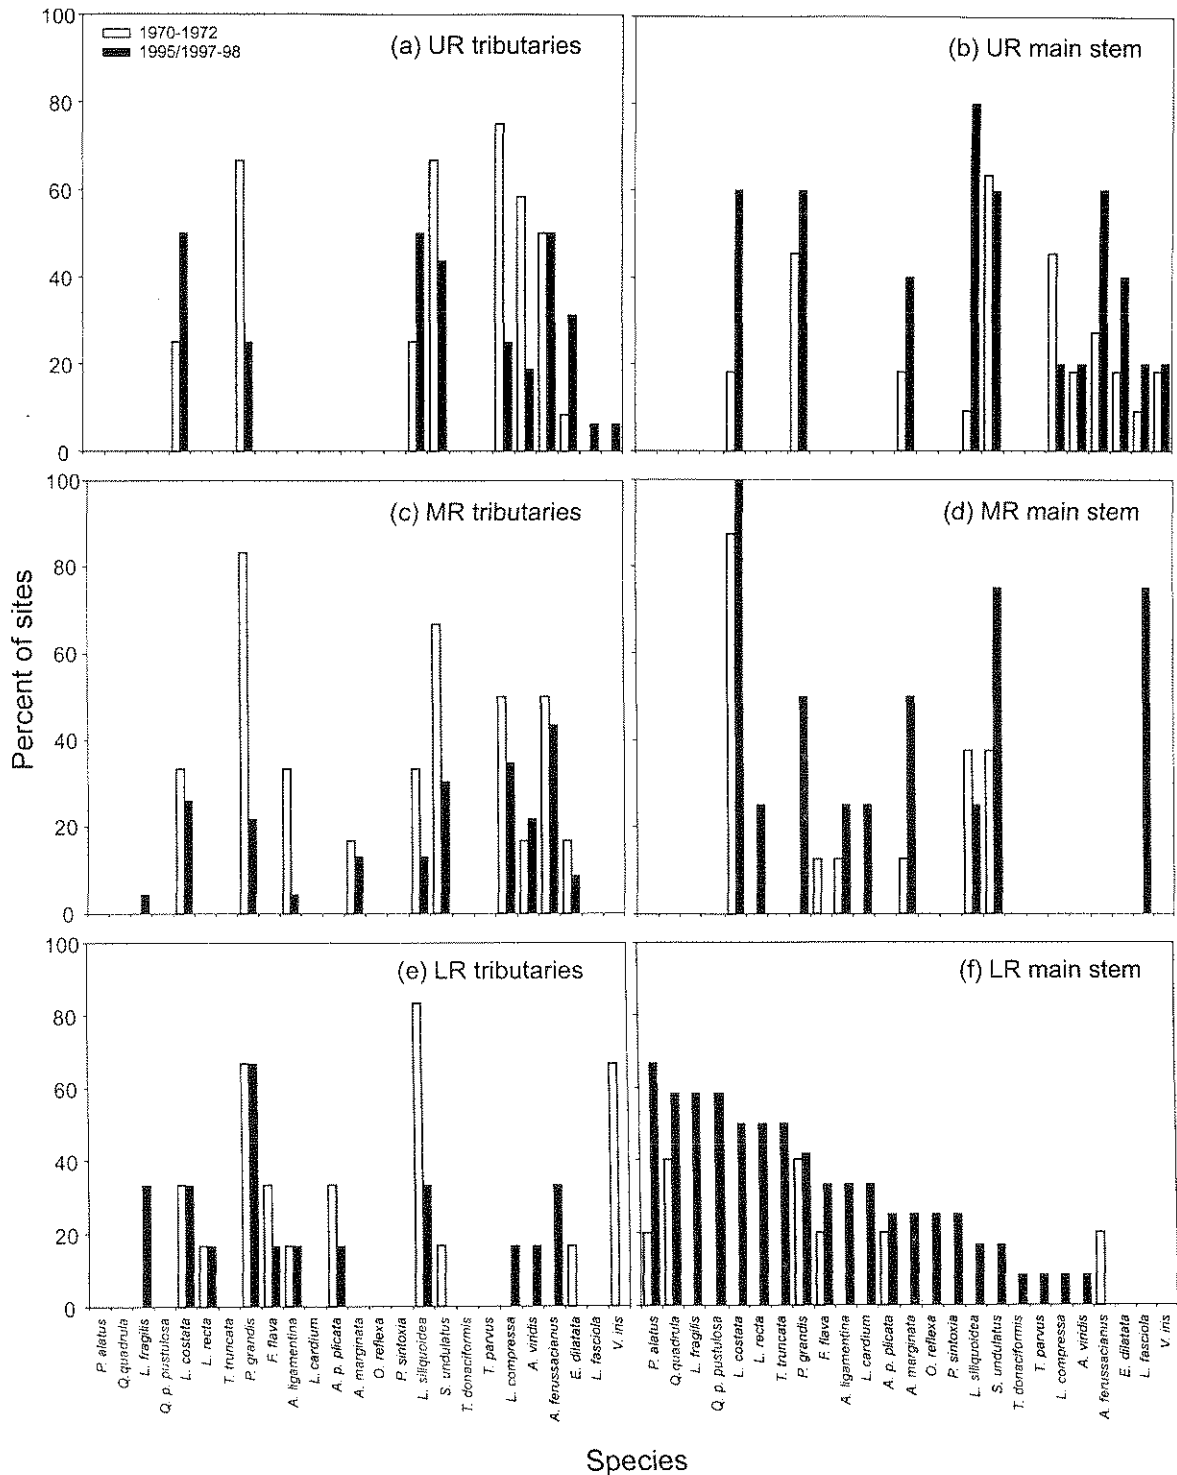 100
80
60
40
20
0
1970-1972
1995/1997-98
(a) UR tributaries
(b) UR main stem
100
80
60
40
20
0
(c) MR tributaries
(d) MR main stem
Percent of sites
100
80
60
40
20
0
(e) LR tributaries
(f) LR main stem
P. alatus
Q.quadrula
L. fragilis
Q. p. pustulosa
L. costata
L. recta
T. truncata
P. grandis
F. flava
A. ligamentina
L. cardium
A. p. plicata
A. marginata
O. reflexa
P. sintoxia
L. siliquoidea
S. undulatus
T. donaciformis
T. parvus
L. compressa
A. viridis
A. ferussacianus
E. dilatata
L. fasciola
V. iris
P. alatus
Q.quadrula
L. fragilis
Q. p. pustulosa
L. costata
L. recta
T. truncata
P. grandis
F. flava
A. ligamentina
L. cardium
A. p. plicata
A. marginata
O. reflexa
P. sintoxia
L. siliquoidea
S. undulatus
T. donaciformis
T. parvus
L. compressa
A. viridis
A. ferussacianus
E. dilatata
L. fasciola
V. iris
Species